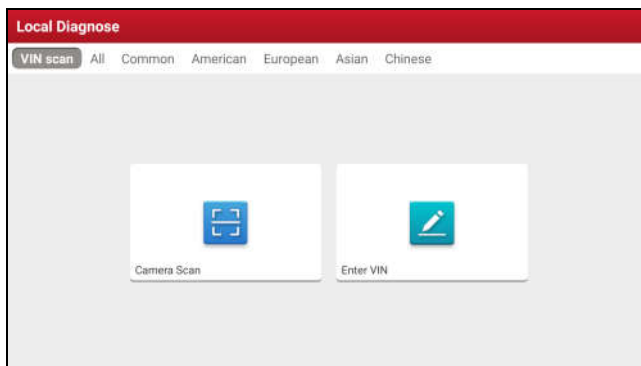 Local Diagnose
VIN scan All Common American European Asian Chinese
Camera Scan Enter VIN